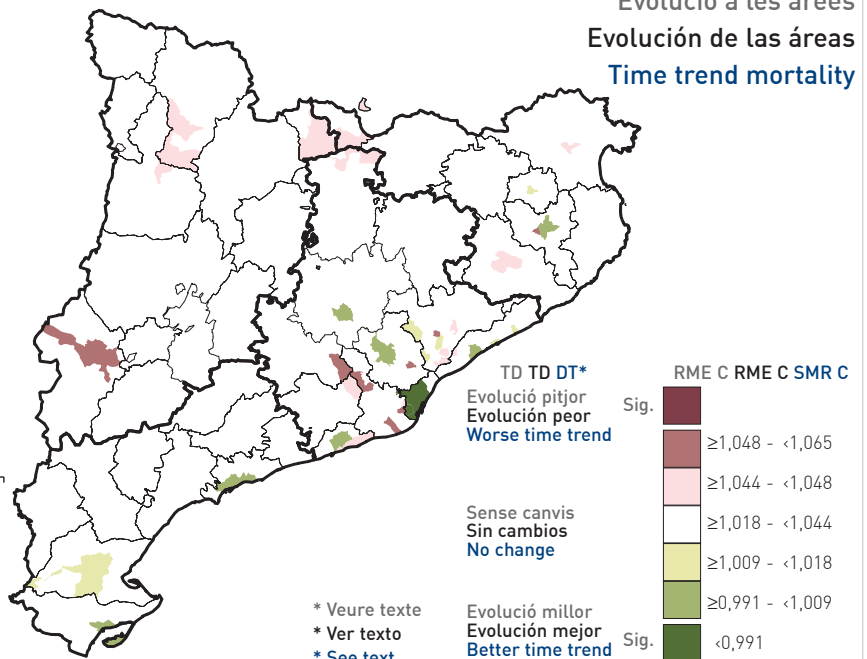 Evolució a les àrees
Evolución de las áreas
Time trend mortality
TD TD DT*
Evolució pitjor
Evolución peor
Worse time trend
Sense canvis
Sin cambios
No change
Evolució millor
Evolución mejor
Better time trend
RME C RME C SMR C
Sig.
≥1,048 - <1,065
≥1,044 - <1,048
≥1,018 - <1,044
≥1,009 - <1,018
≥0,991 - <1,009
Sig. <0,991
* Veure texte
* Ver texto
* See text